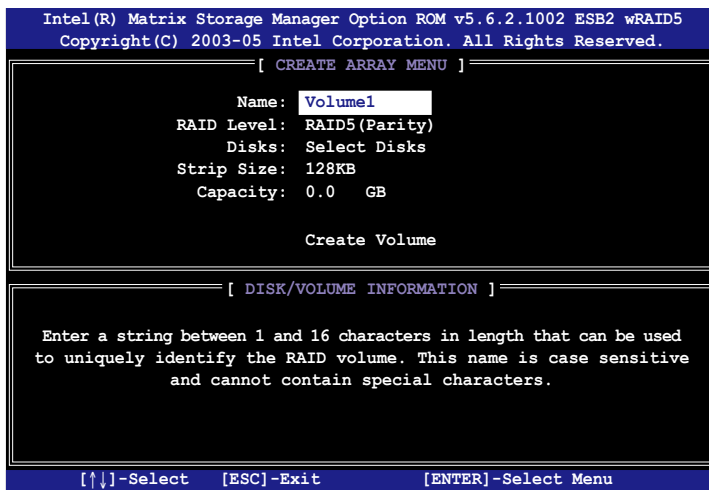 Intel(R) Matrix Storage Manager Option ROM v5.6.2.1002 ESB2 wRAID5
Copyright(C) 2003-05 Intel Corporation. All Rights Reserved.
[ CREATE ARRAY MENU ]
Name: Volume1
RAID Level: RAID5(Parity)
Disks: Select Disks
Strip Size: 128KB
Capacity: 0.0 GB
Create Volume
[ DISK/VOLUME INFORMATION ]
Enter a string between 1 and 16 characters in length that can be used
to uniquely identify the RAID volume. This name is case sensitive
and cannot contain special characters.
[↑↓]-Select [ESC]-Exit [ENTER]-Select Menu